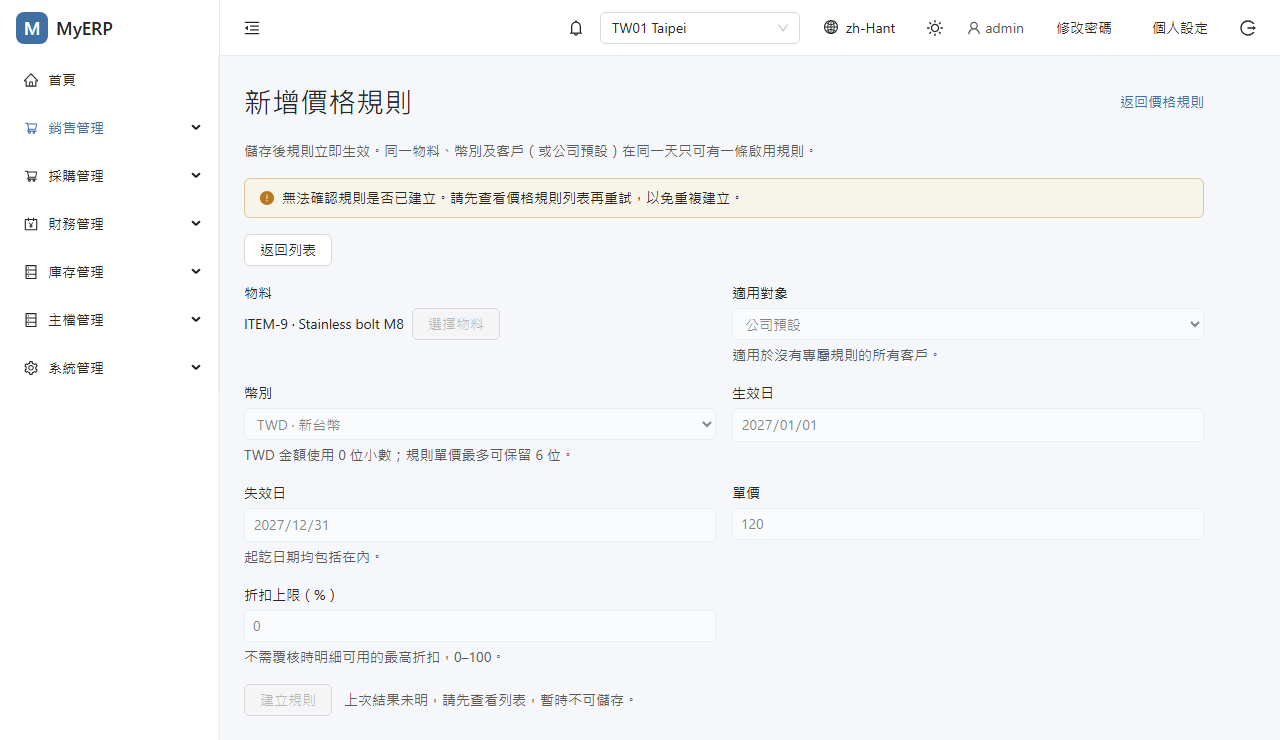 M MyERP
TW01 Taipei
zh-Hant
admin
修改密碼
個人設定
首頁
銷售管理
採購管理
財務管理
庫存管理
主檔管理
系統管理
新增價格規則
返回價格規則
儲存後規則立即生效。同一物料、幣別及客戶（或公司預設）在同一天只可有一條啟用規則。
無法確認規則是否已建立。請先查看價格規則列表再重試，以免重複建立。
返回列表
物料
ITEM-9 · Stainless bolt M8
選擇物料
適用對象
公司預設
適用於沒有專屬規則的所有客戶。
幣別
TWD · 新台幣
TWD 金額使用 0 位小數；規則單價最多可保留 6 位。
生效日
2027/01/01
失效日
2027/12/31
起訖日期均包括在內。
單價
120
折扣上限（%）
0
不需覆核時明細可用的最高折扣，0–100。
建立規則
上次結果未明，請先查看列表，暫時不可儲存。